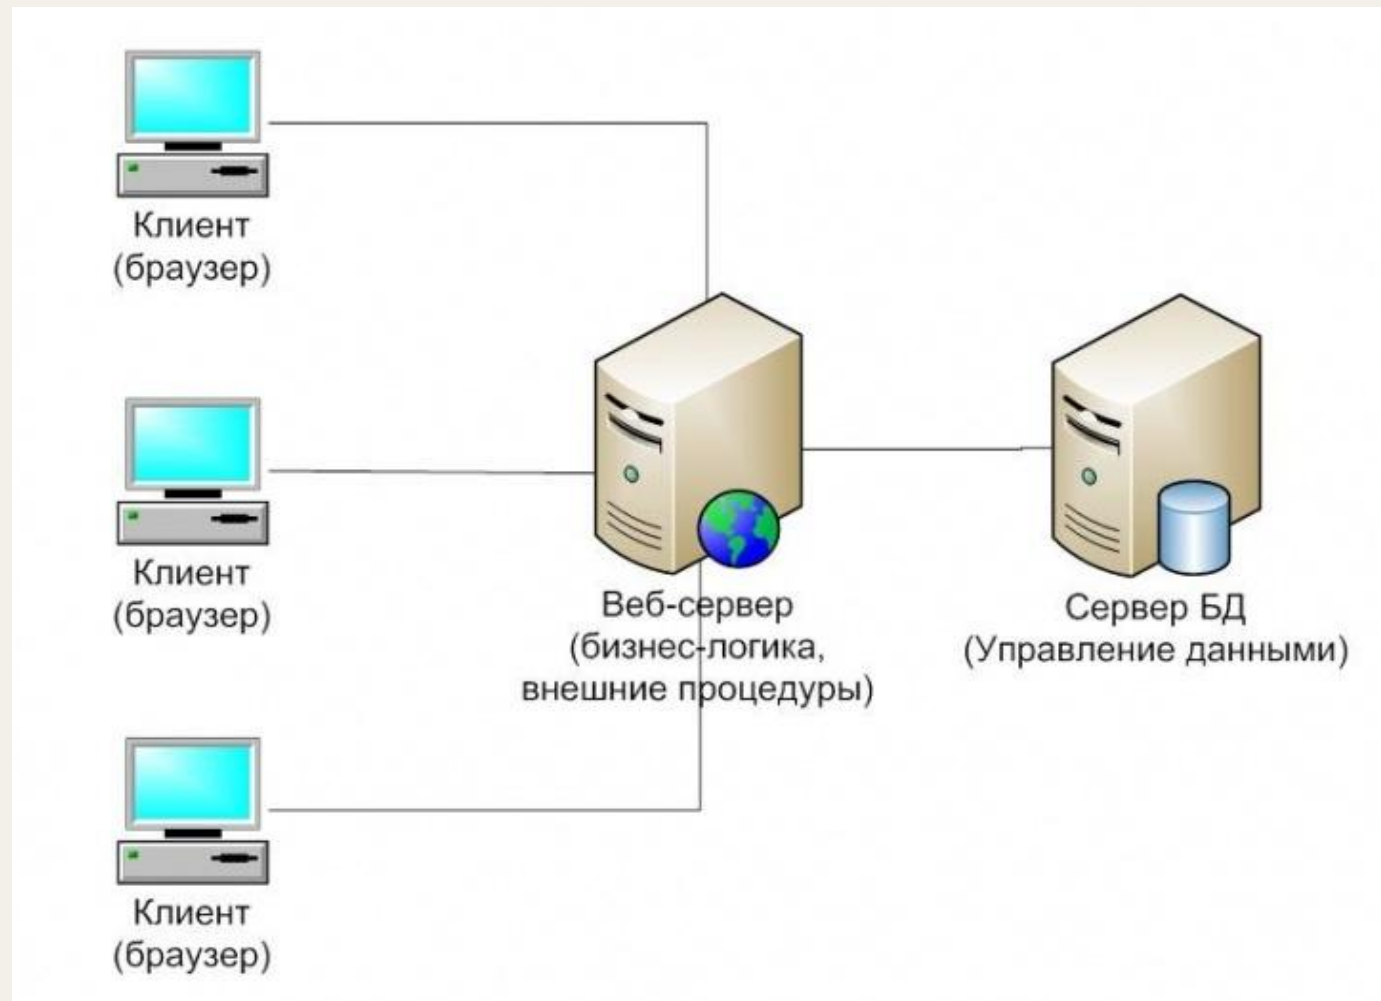 Клиент
(браузер)
Клиент
(браузер)
Веб-сервер
(бизнес-логика,
внешние процедуры)
Сервер БД
(Управление данными)
Клиент
(браузер)